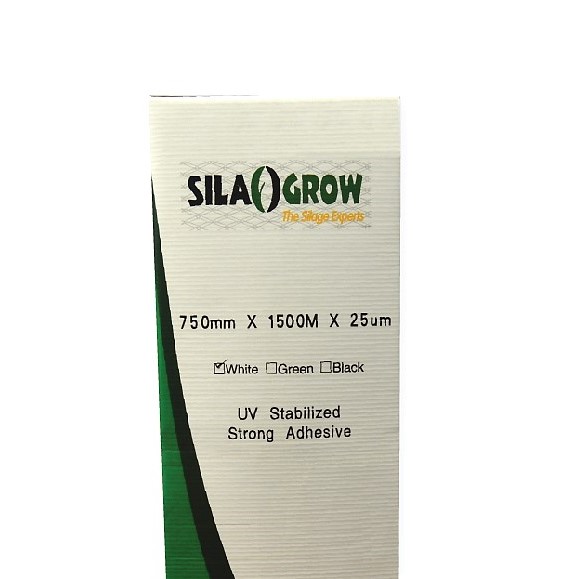 SILAGROW
The Silage Experts
750mm X 1500M X 25um
☑White ☐Green ☐Black
UV Stabilized
Strong Adhesive